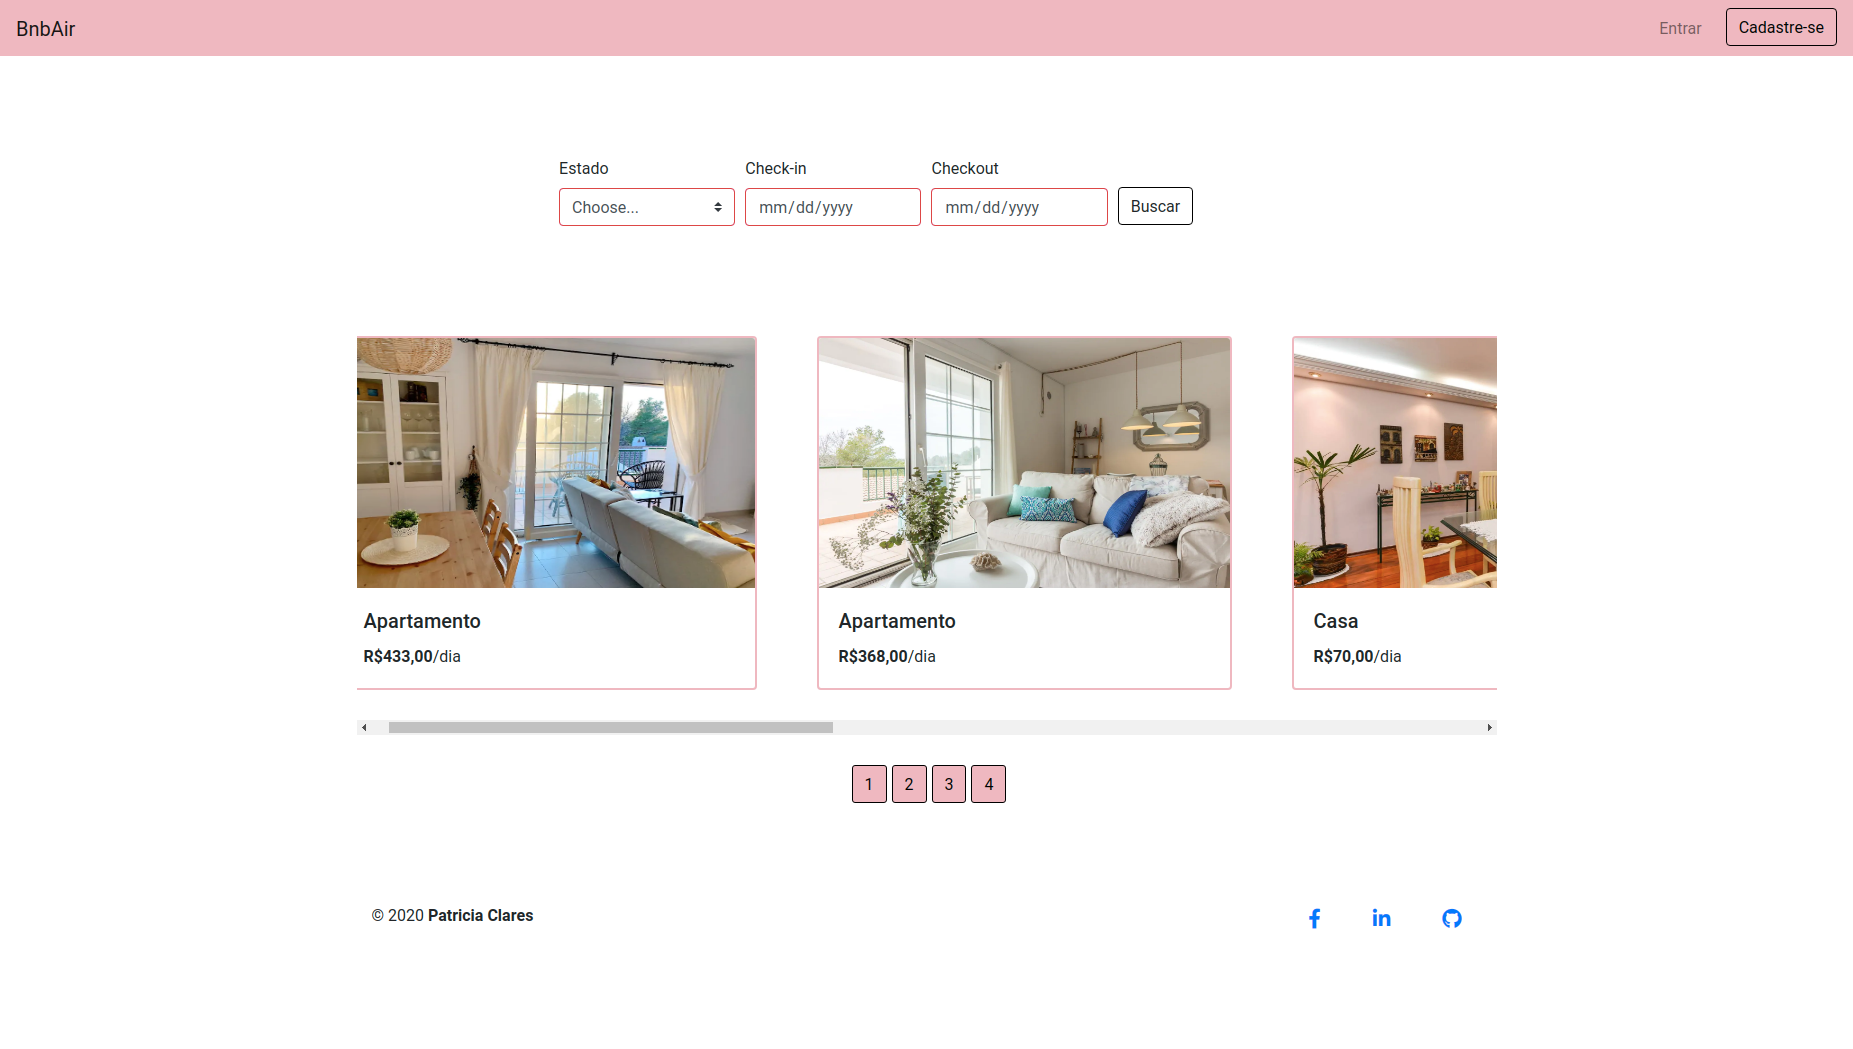 BnbAir
Entrar
Cadastre-se
Estado
Check-in
Checkout
Choose...
mm/dd/yyyy
mm/dd/yyyy
Buscar
Apartamento
R$433,00/dia
Apartamento
R$368,00/dia
Casa
R$70,00/dia
1 2 3 4
© 2020 Patricia Clares